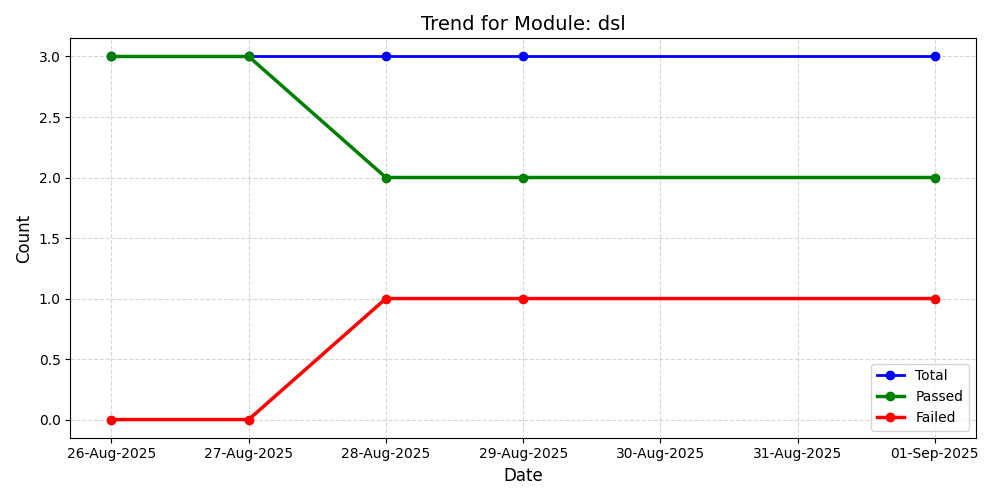 Trend for Module: dsl
Count
3.0
2.5
2.0
1.5
1.0
0.5
0.0
Total
Passed
Failed
26-Aug-2025 27-Aug-2025 28-Aug-2025 29-Aug-2025 30-Aug-2025 31-Aug-2025 01-Sep-2025
Date